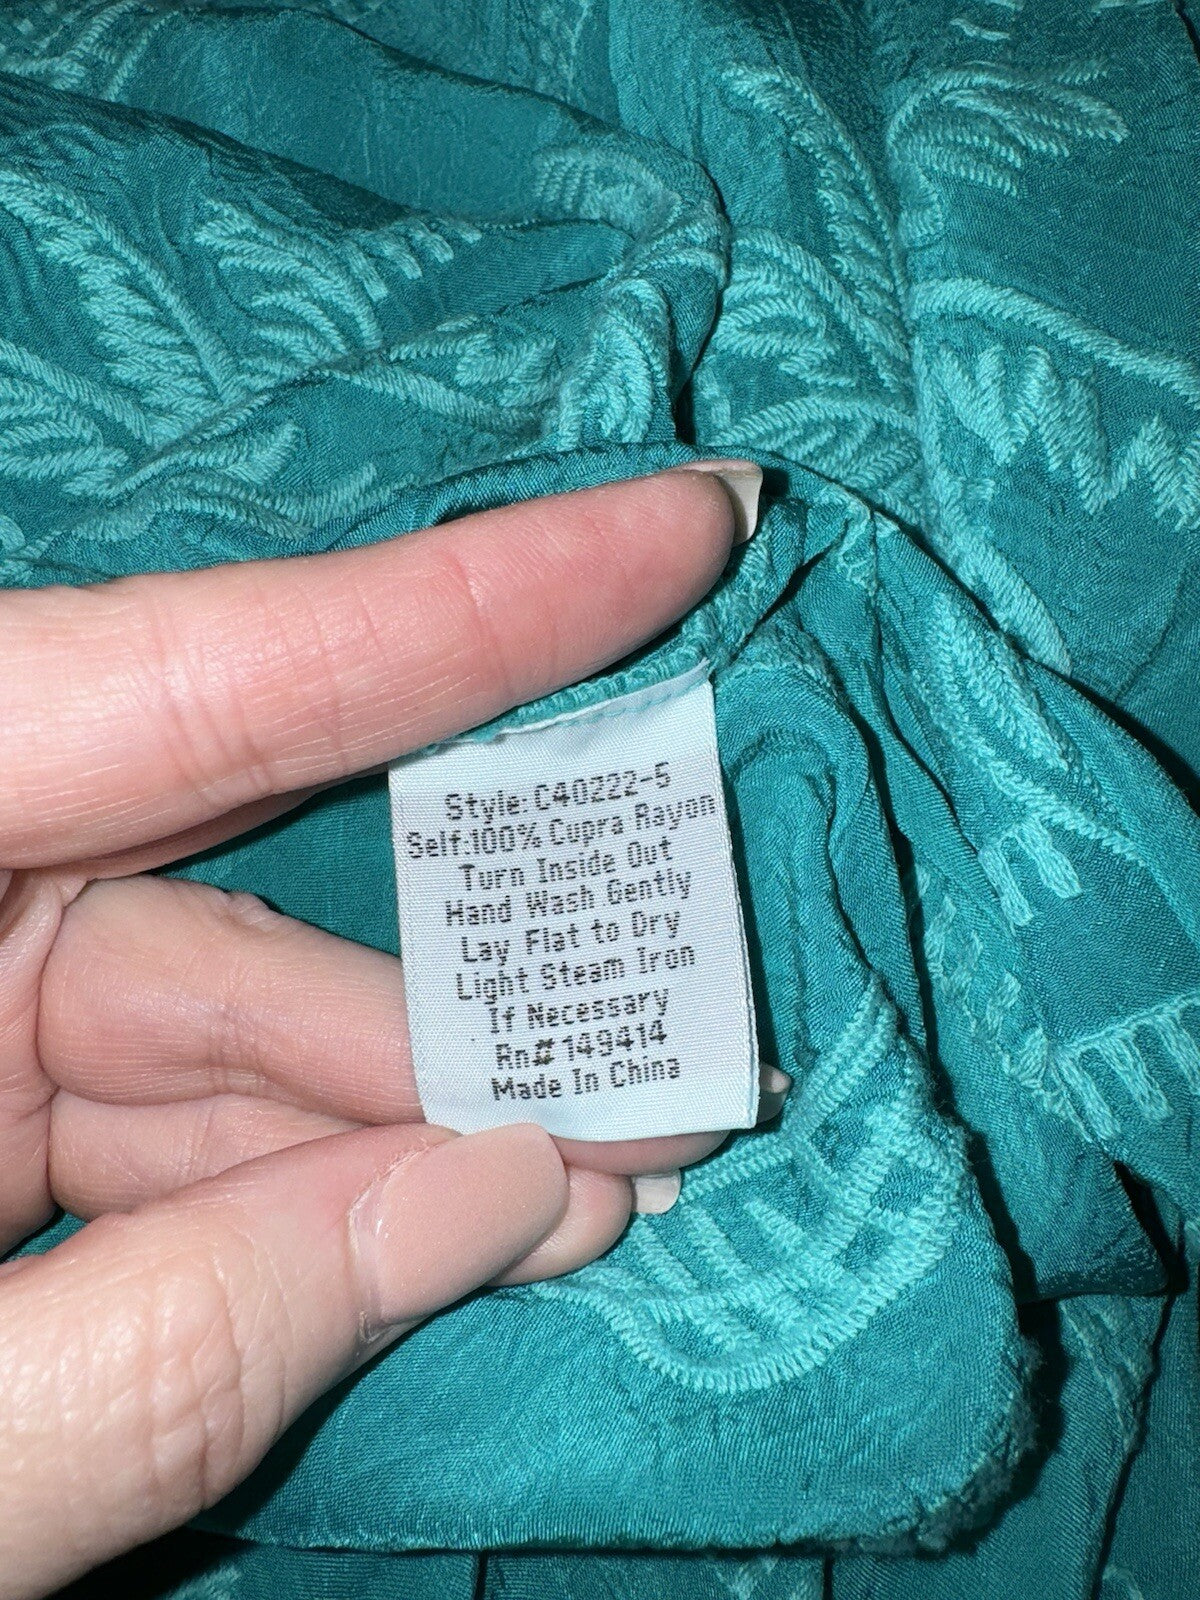 Style: C40222-5
Self:100% Cupra Rayon
Turn Inside Out
Hand Wash Gently
Lay Flat to Dry
Light Steam Iron
If Necessary
Rn# 149414
Made In China